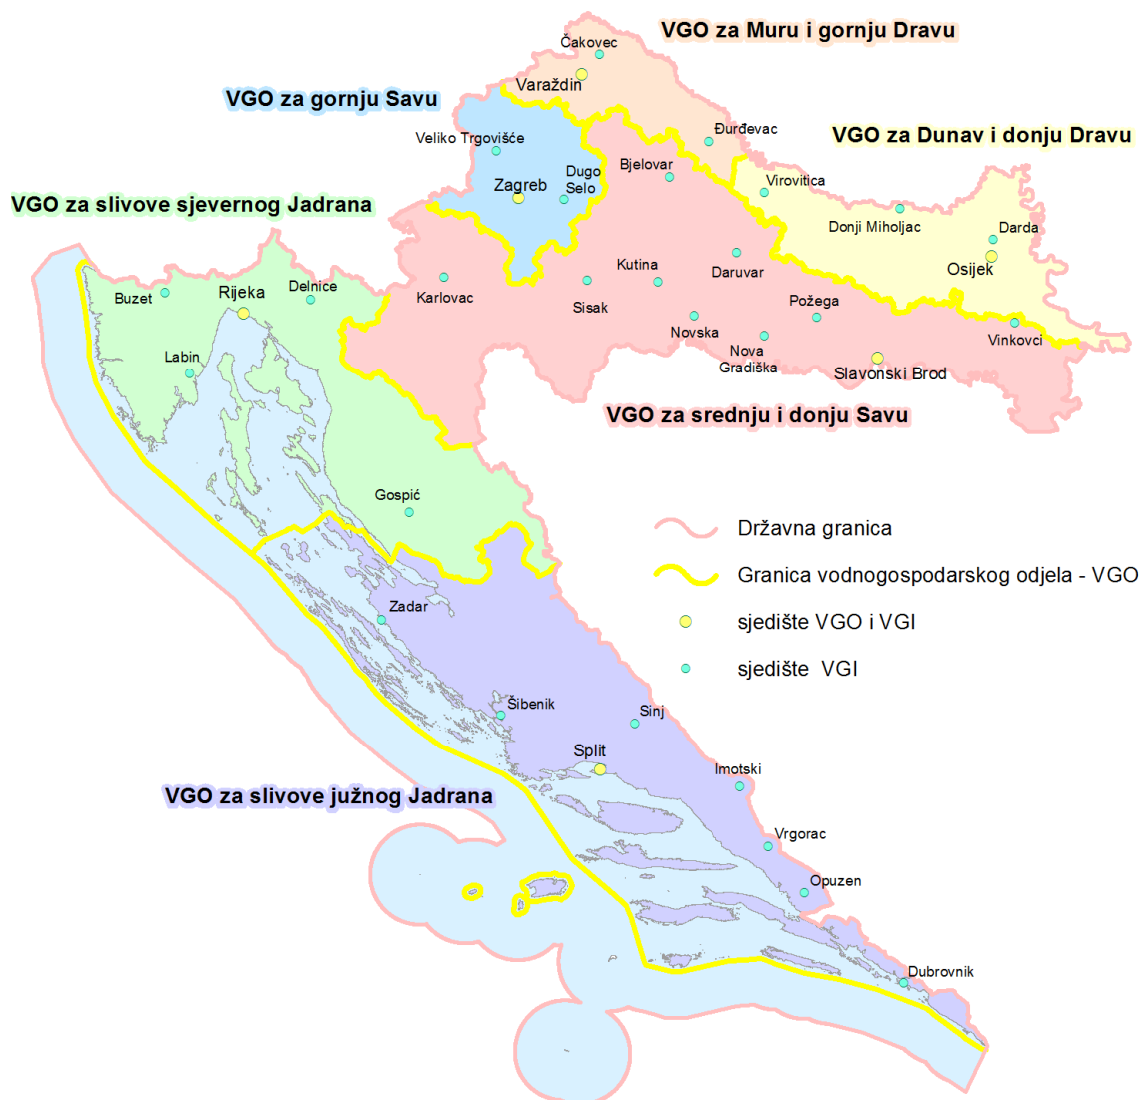 VGO za Muru i gornju Dravu
Čakovec
Varaždin
VGO za gornju Savu
Đurđevac
VGO za Dunav i donju Dravu
Veliko Trgovišće
Bjelovar
Dugo
Selo
Zagreb
Virovitica
VGO za slivove sjevernog Jadrana
Donji Miholjac
Darda
Osijek
Kutina
Daruvar
Buzet
Rijeka
Delnice
Karlovac
Sisak
Požega
Novska
Vinkovci
Labin
Nova
Gradiška
Slavonski Brod
VGO za srednju i donju Savu
Gospić
Državna granica
Granica vodnogospodarskog odjela - VGO
Zadar
sjedište VGO i VGI
sjedište VGI
Šibenik
Sinj
Split
Imotski
VGO za slivove južnog Jadrana
Vrgorac
Opuzen
Dubrovnik